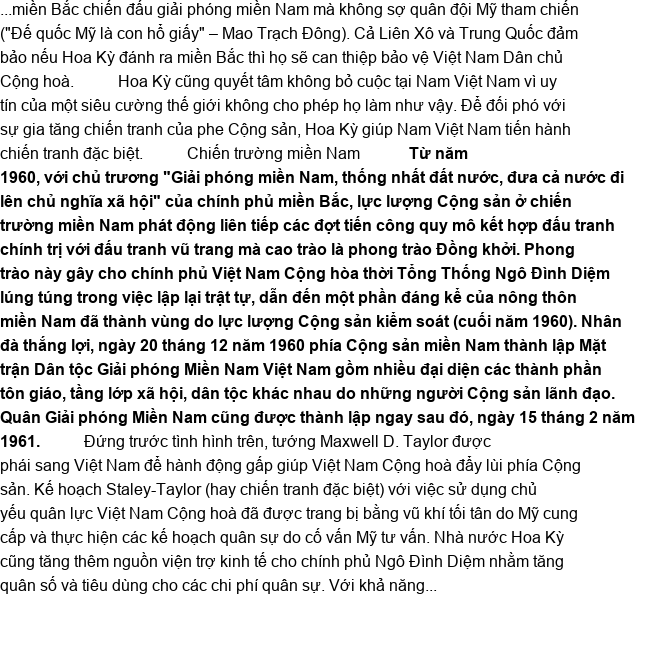 ...miền Bắc chiến đấu giải phóng miền Nam mà không sợ quân đội Mỹ tham chiến
("Đế quốc Mỹ là con hổ giấy" – Mao Trạch Đông). Cả Liên Xô và Trung Quốc đảm
bảo nếu Hoa Kỳ đánh ra miền Bắc thì họ sẽ can thiệp bảo vệ Việt Nam Dân chủ
Cộng hoà. Hoa Kỳ cũng quyết tâm không bỏ cuộc tại Nam Việt Nam vì uy
tín của một siêu cường thế giới không cho phép họ làm như vậy. Để đối phó với
sự gia tăng chiến tranh của phe Cộng sản, Hoa Kỳ giúp Nam Việt Nam tiến hành
chiến tranh đặc biệt. Chiến trường miền Nam Từ năm
1960, với chủ trương "Giải phóng miền Nam, thống nhất đất nước, đưa cả nước đi
lên chủ nghĩa xã hội" của chính phủ miền Bắc, lực lượng Cộng sản ở chiến
trường miền Nam phát động liên tiếp các đợt tiến công quy mô kết hợp đấu tranh
chính trị với đấu tranh vũ trang mà cao trào là phong trào Đồng khởi. Phong
trào này gây cho chính phủ Việt Nam Cộng hòa thời Tổng Thống Ngô Đình Diệm
lúng túng trong việc lập lại trật tự, dẫn đến một phần đáng kể của nông thôn
miền Nam đã thành vùng do lực lượng Cộng sản kiểm soát (cuối năm 1960). Nhân
đà thắng lợi, ngày 20 tháng 12 năm 1960 phía Cộng sản miền Nam thành lập Mặt
trận Dân tộc Giải phóng Miền Nam Việt Nam gồm nhiều đại diện các thành phần
tôn giáo, tầng lớp xã hội, dân tộc khác nhau do những người Cộng sản lãnh đạo.
Quân Giải phóng Miền Nam cũng được thành lập ngay sau đó, ngày 15 tháng 2 năm
1961. Đứng trước tình hình trên, tướng Maxwell D. Taylor được
phái sang Việt Nam để hành động gấp giúp Việt Nam Cộng hoà đẩy lùi phía Cộng
sản. Kế hoạch Staley-Taylor (hay chiến tranh đặc biệt) với việc sử dụng chủ
yếu quân lực Việt Nam Cộng hoà đã được trang bị bằng vũ khí tối tân do Mỹ cung
cấp và thực hiện các kế hoạch quân sự do cố vấn Mỹ tư vấn. Nhà nước Hoa Kỳ
cũng tăng thêm nguồn viện trợ kinh tế cho chính phủ Ngô Đình Diệm nhằm tăng
quân số và tiêu dùng cho các chi phí quân sự. Với khả năng...